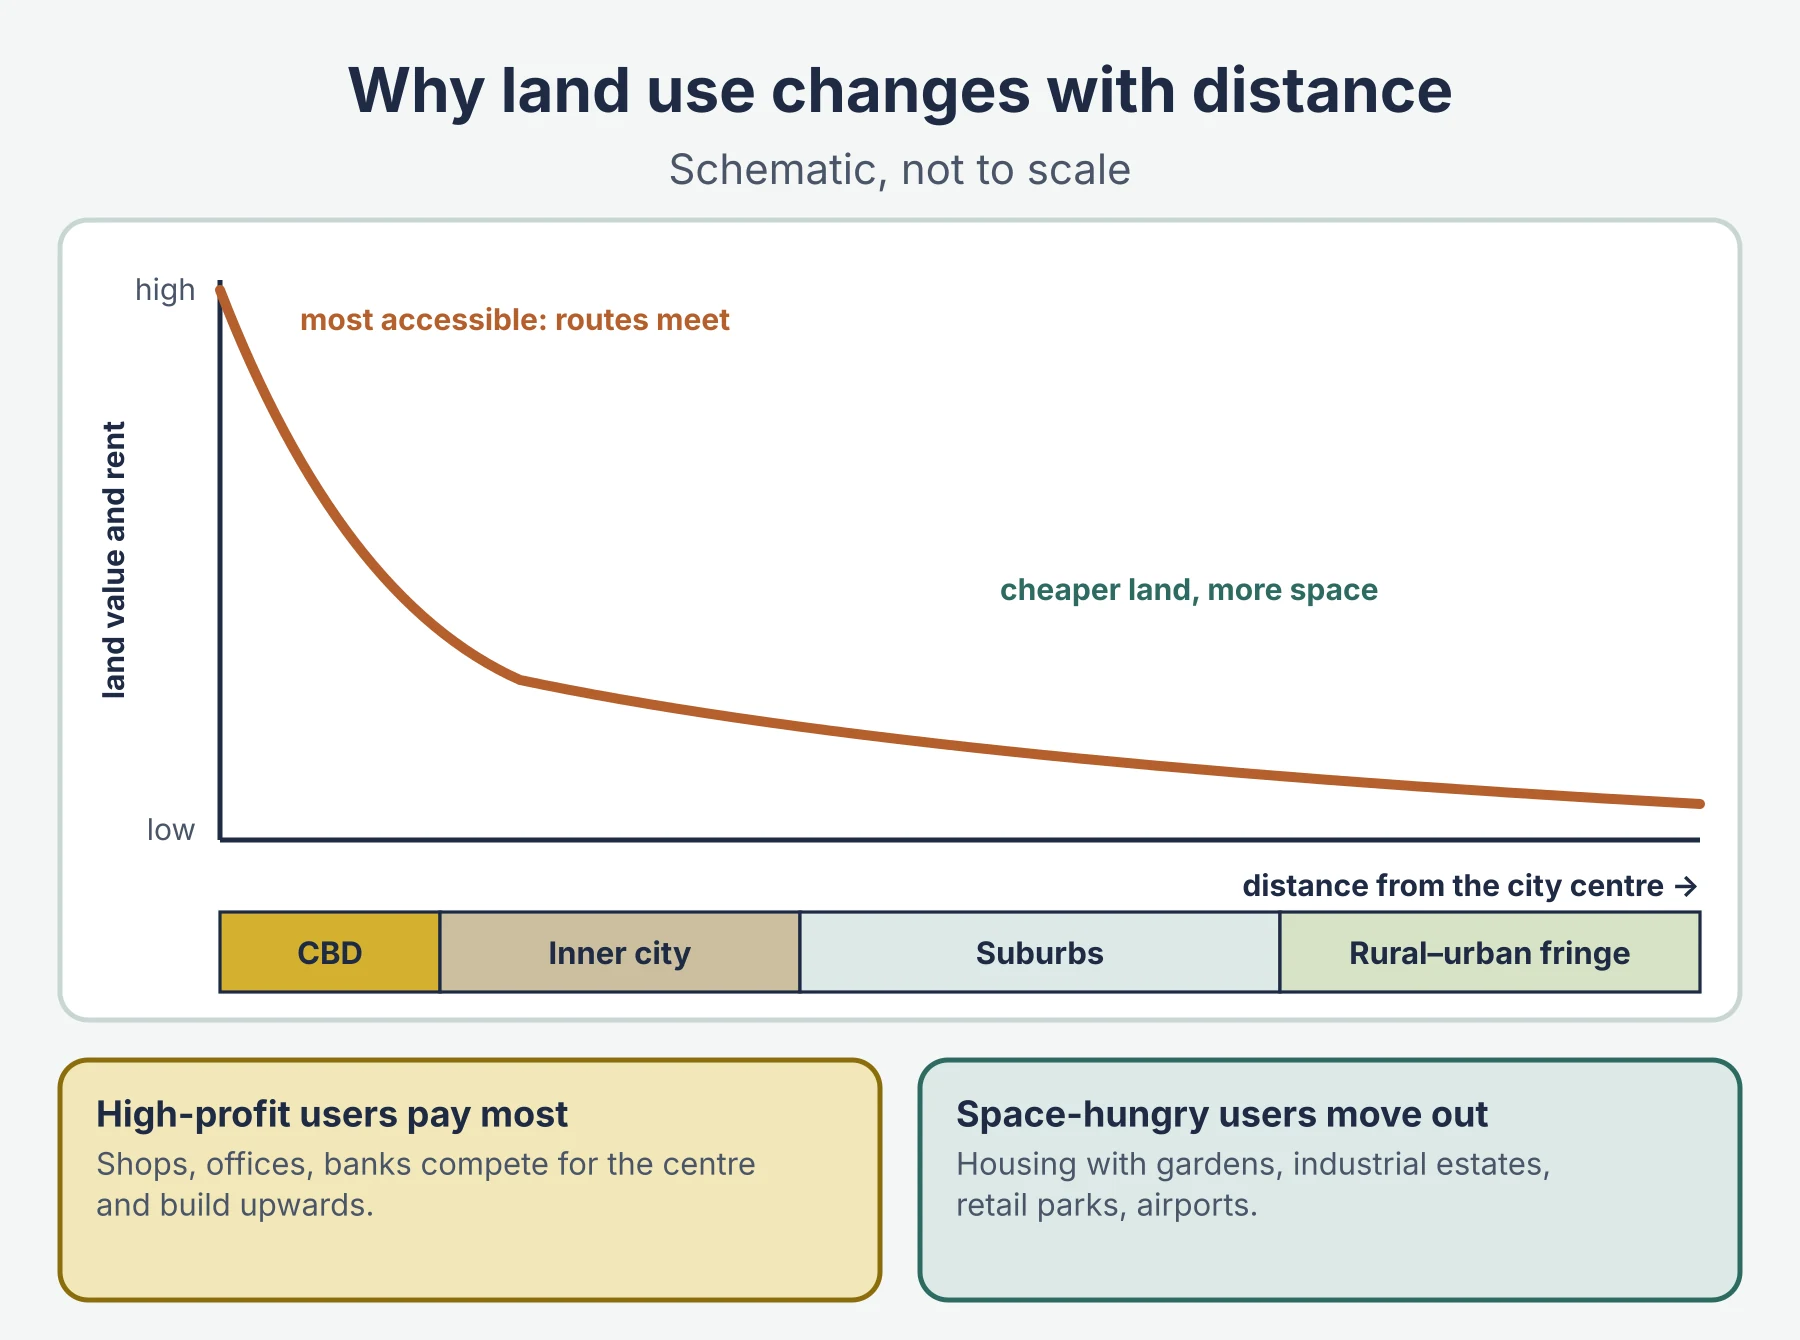 Why land use changes with distance
Schematic, not to scale
high
most accessible: routes meet
land value and rent
cheaper land, more space
low
distance from the city centre →
CBD
Inner city
Suburbs
Rural–urban fringe
High-profit users pay most
Shops, offices, banks compete for the centre
and build upwards.
Space-hungry users move out
Housing with gardens, industrial estates,
retail parks, airports.